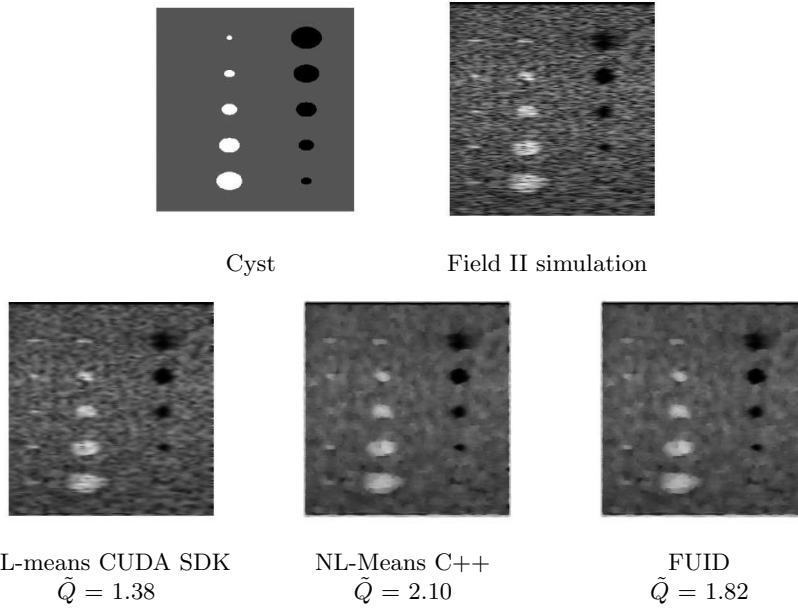 Cyst
Field II simulation
L-means CUDA SDK
Q̃ = 1.38
NL-Means C++
Q̃ = 2.10
FUID
Q̃ = 1.82